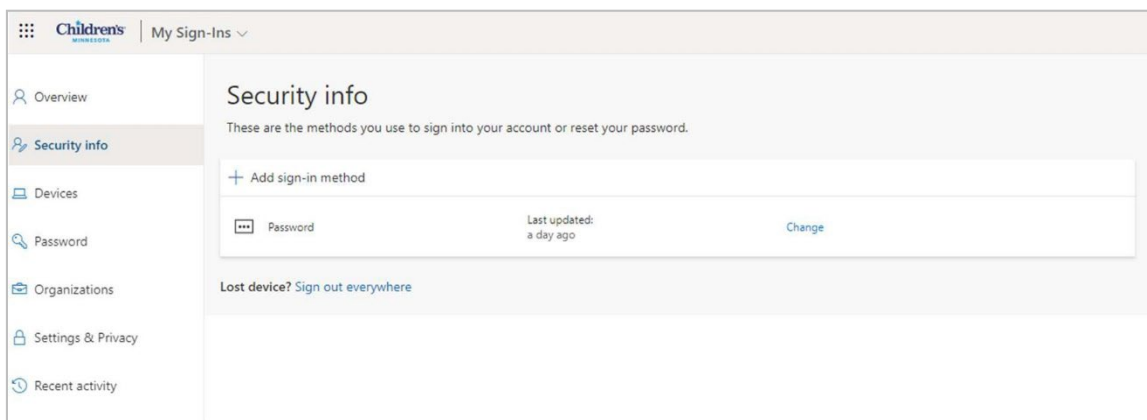 Children's
MINNESOTA
My Sign-Ins
Overview
Security info
Devices
Password
Organizations
Settings & Privacy
Recent activity
Security info
These are the methods you use to sign into your account or reset your password.
Add sign-in method
Password
Last updated:
a day ago
Change
Lost device? Sign out everywhere